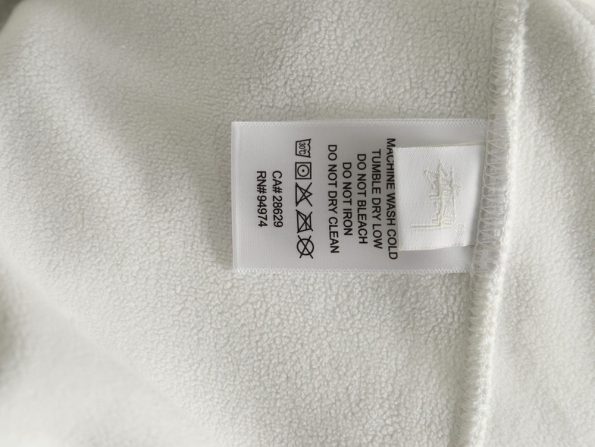 MACHINE WASH COLD
TUMBLE DRY LOW
DO NOT BLEACH
DO NOT IRON
DO NOT DRY CLEAN
30°C
CA# 28629
RN# 94974